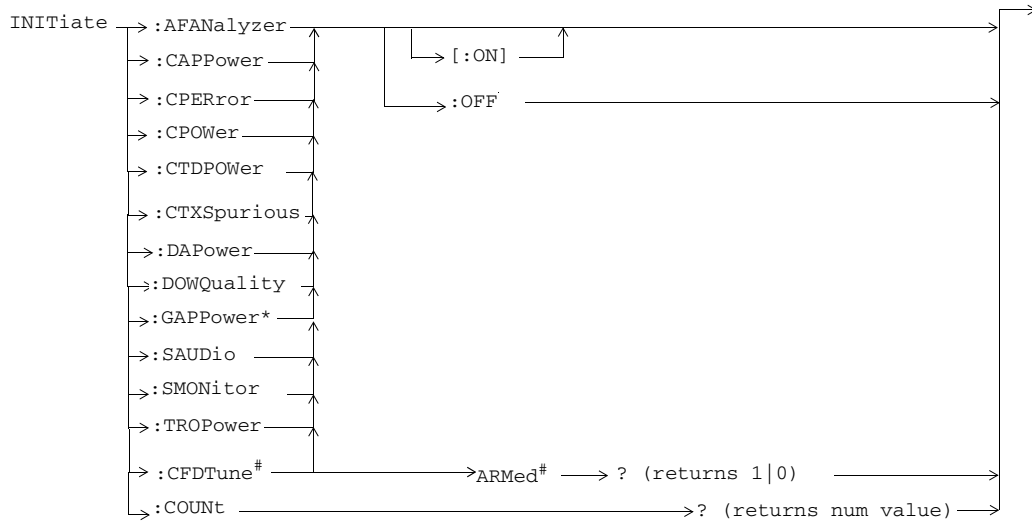 INITiate :AFANalyzer
[:ON]
:CAPPower
:CPERror :OFF
:CPOWer
:CTDPOWer
:CTXSpurious
:DAPower
:DOWQuality
:GAPPower*
:SAUDio
:SMONitor
:TROPower
:CFDTune# ARMed# ? (returns 1|0)
:COUNt ? (returns num value)